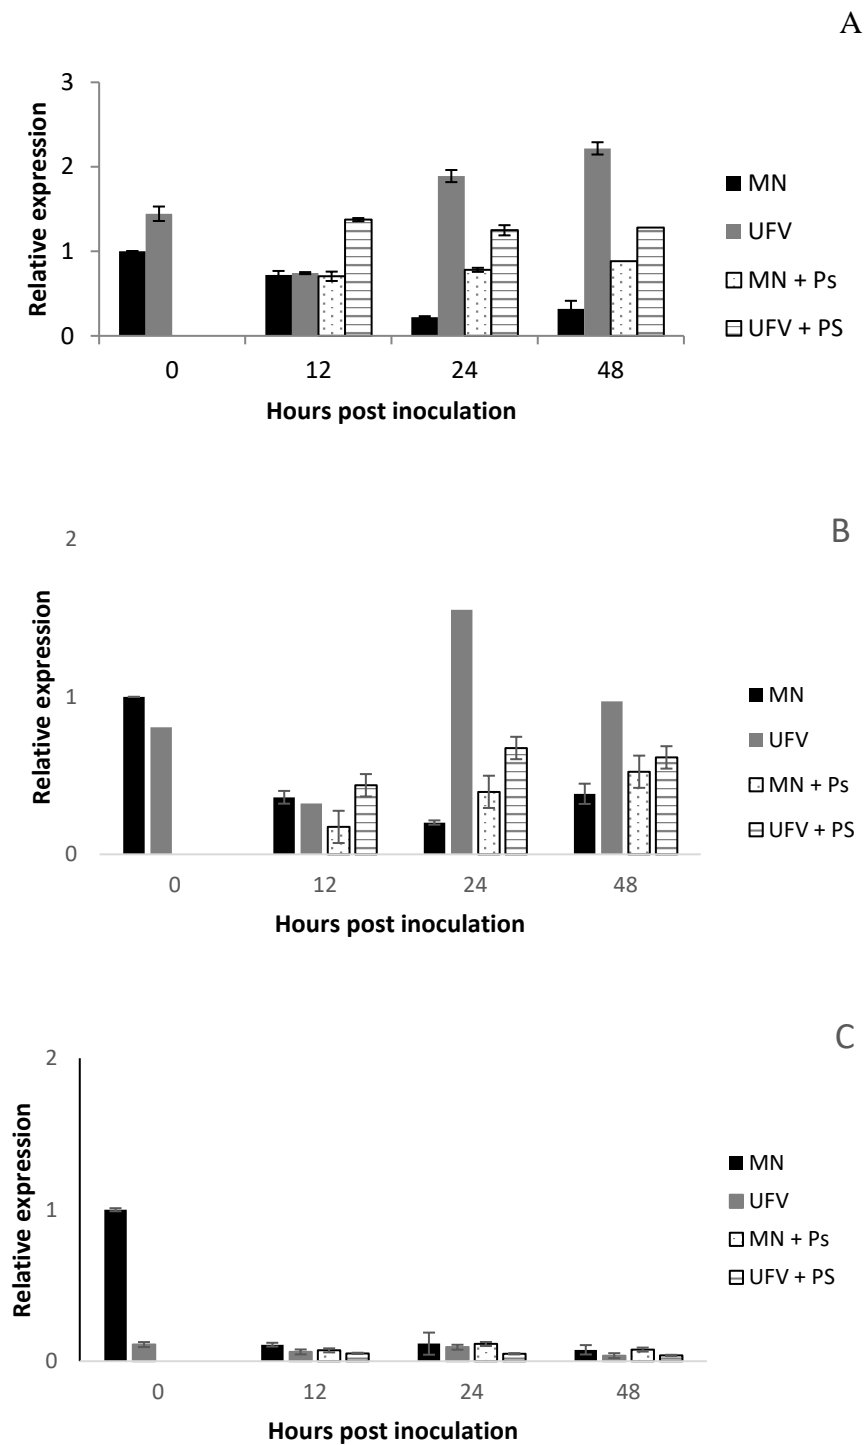 A
3
2
1
0
Relative expression
0 12 24 48
Hours post inoculation
MN
UFV
MN + Ps
UFV + PS
B
2
1
0
Relative expression
0 12 24 48
Hours post inoculation
MN
UFV
MN + Ps
UFV + PS
C
2
1
0
Relative expression
0 12 24 48
Hours post inoculation
MN
UFV
MN + Ps
UFV + PS